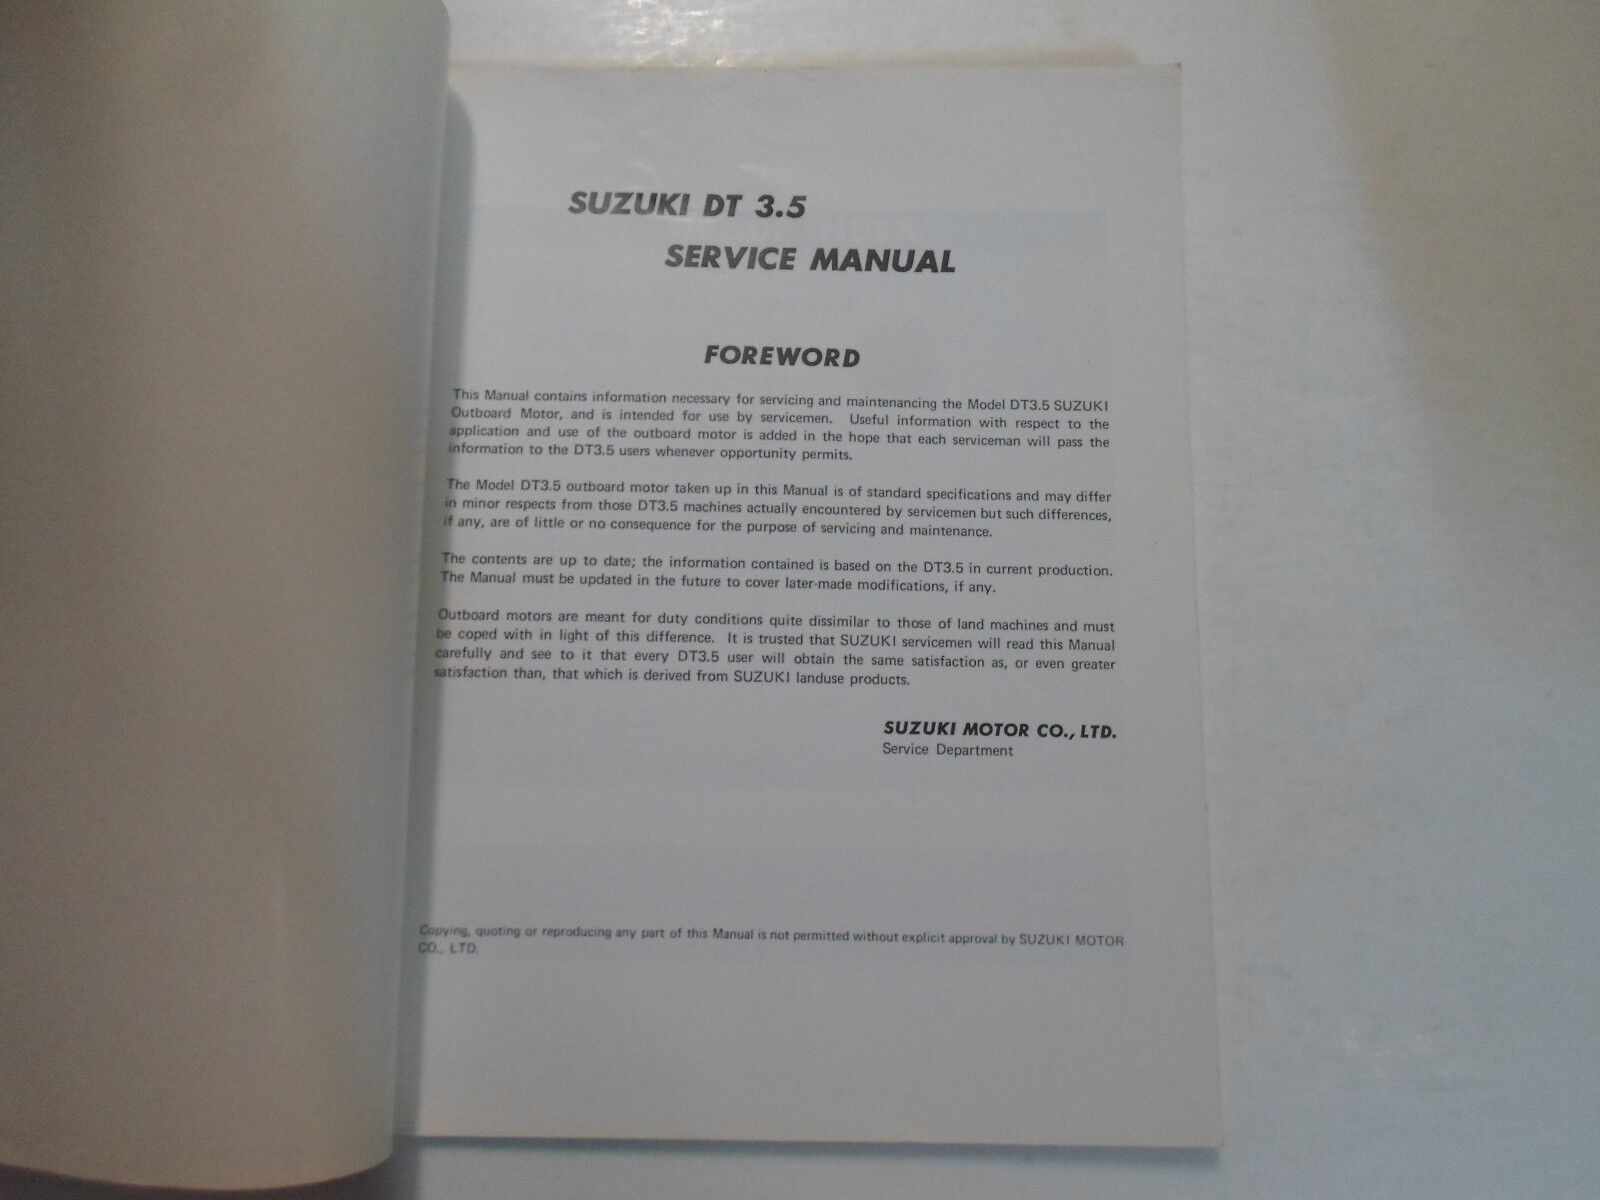 SUZUKI DT 3.5
SERVICE MANUAL
FOREWORD
This Manual contains information necessary for servicing and maintenancing the Model DT3.5 SUZUKI
Outboard Motor, and is intended for use by servicemen. Useful information with respect to the
application and use of the outboard motor is added in the hope that each serviceman will pass the
information to the DT3.5 users whenever opportunity permits.
The Model DT3.5 outboard motor taken up in this Manual is of standard specifications and may differ
in minor respects from those DT3.5 machines actually encountered by servicemen but such differences,
if any, are of little or no consequence for the purpose of servicing and maintenance.
The contents are up to date; the information contained is based on the DT3.5 in current production.
The Manual must be updated in the future to cover later-made modifications, if any.
Outboard motors are meant for duty conditions quite dissimilar to those of land machines and must
be coped with in light of this difference. It is trusted that SUZUKI servicemen will read this Manual
carefully and see to it that every DT3.5 user will obtain the same satisfaction as, or even greater
satisfaction than, that which is derived from SUZUKI landuse products.
SUZUKI MOTOR CO., LTD.
Service Department
Copying, quoting or reproducing any part of this Manual is not permitted without explicit approval by SUZUKI MOTOR
CO., LTD.